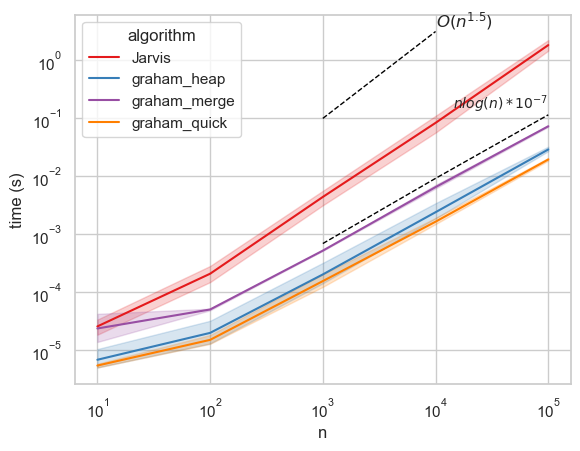 algorithm
Jarvis
graham_heap
graham_merge
graham_quick
O(n^1.5)
nlog(n) * 10^-7
time (s)
10^0
10^-1
10^-2
10^-3
10^-4
10^-5
10^1
10^2
10^3
10^4
10^5
n